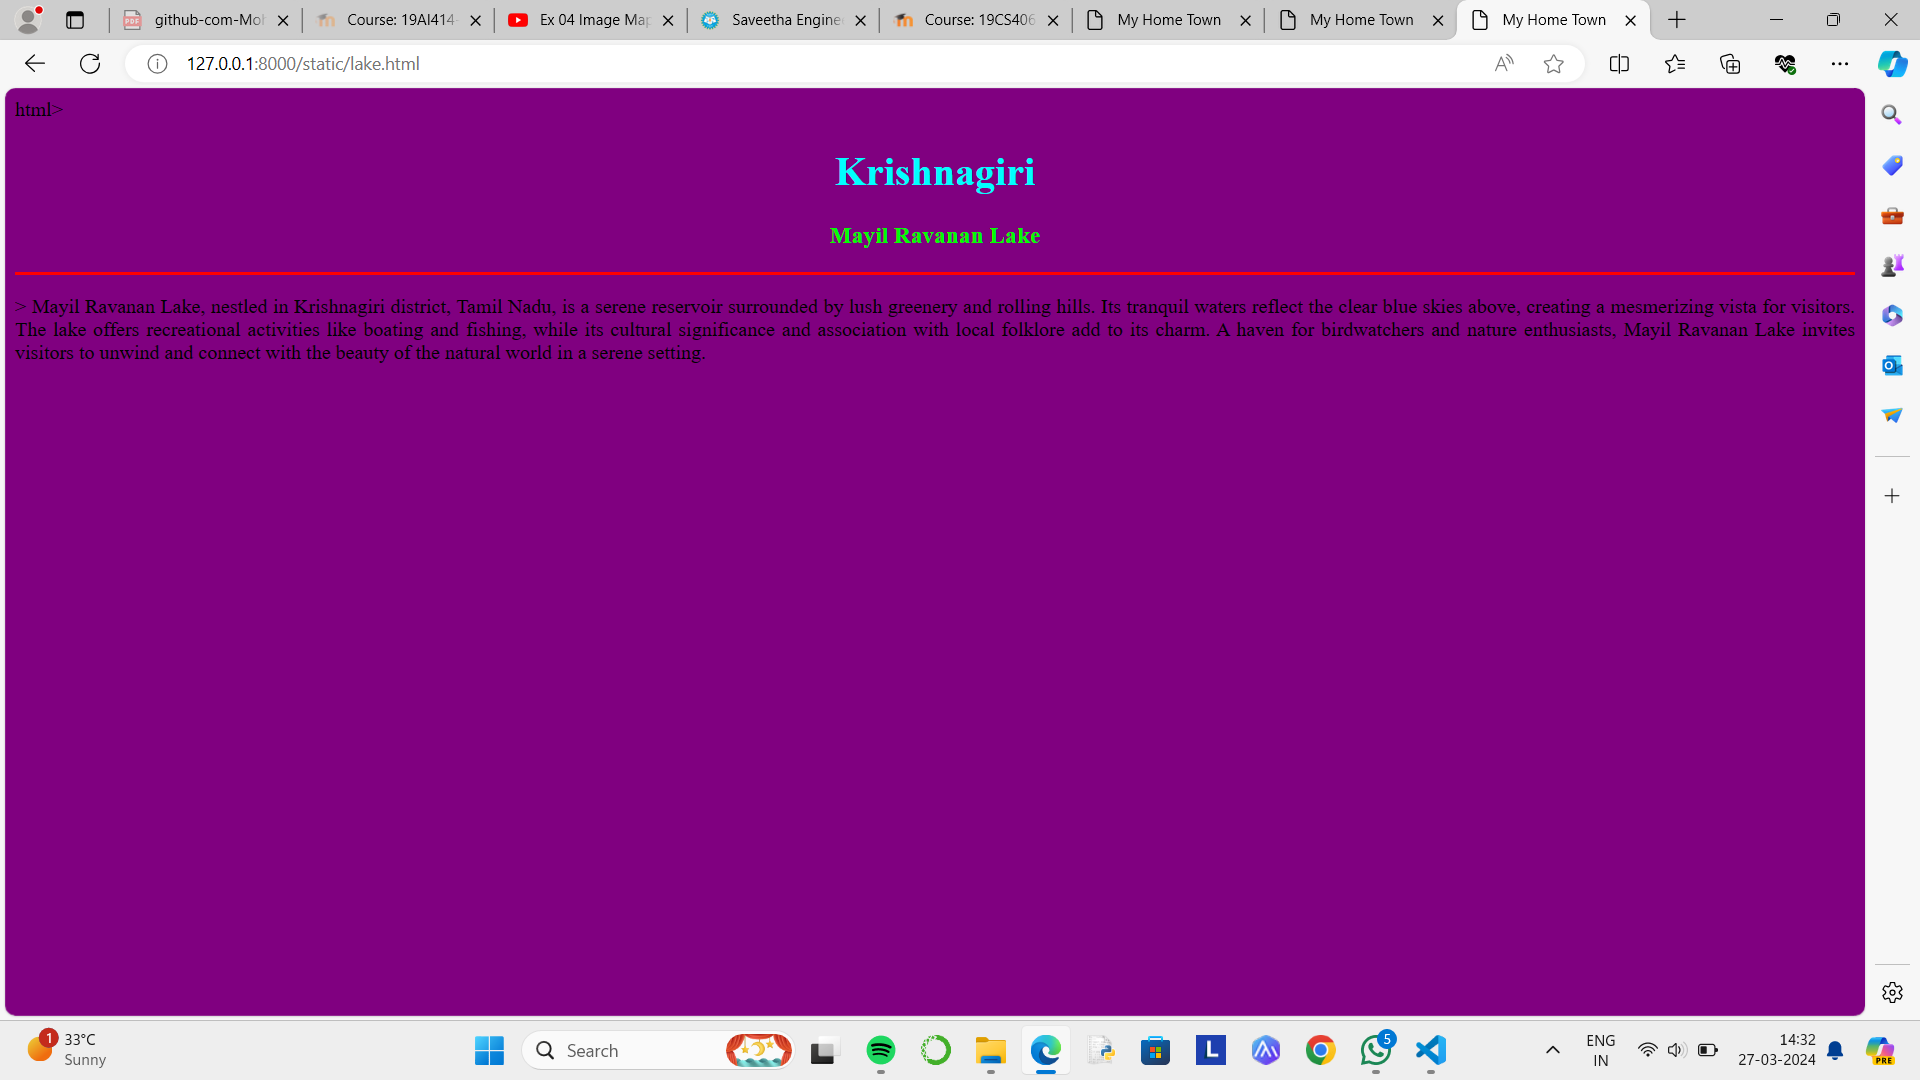 github-com-Moh
Course: 19AI414-
Ex 04 Image Map
Saveetha Enginee
Course: 19CS406
My Home Town
My Home Town
My Home Town
127.0.0.1:8000/static/lake.html
html>
Krishnagiri
Mayil Ravanan Lake
> Mayil Ravanan Lake, nestled in Krishnagiri district, Tamil Nadu, is a serene reservoir surrounded by lush greenery and rolling hills. Its tranquil waters reflect the clear blue skies above, creating a mesmerizing vista for visitors.
The lake offers recreational activities like boating and fishing, while its cultural significance and association with local folklore add to its charm. A haven for birdwatchers and nature enthusiasts, Mayil Ravanan Lake invites
visitors to unwind and connect with the beauty of the natural world in a serene setting.
1
33°C
Sunny
Search
L
5
PRE
ENG
IN
14:32
27-03-2024